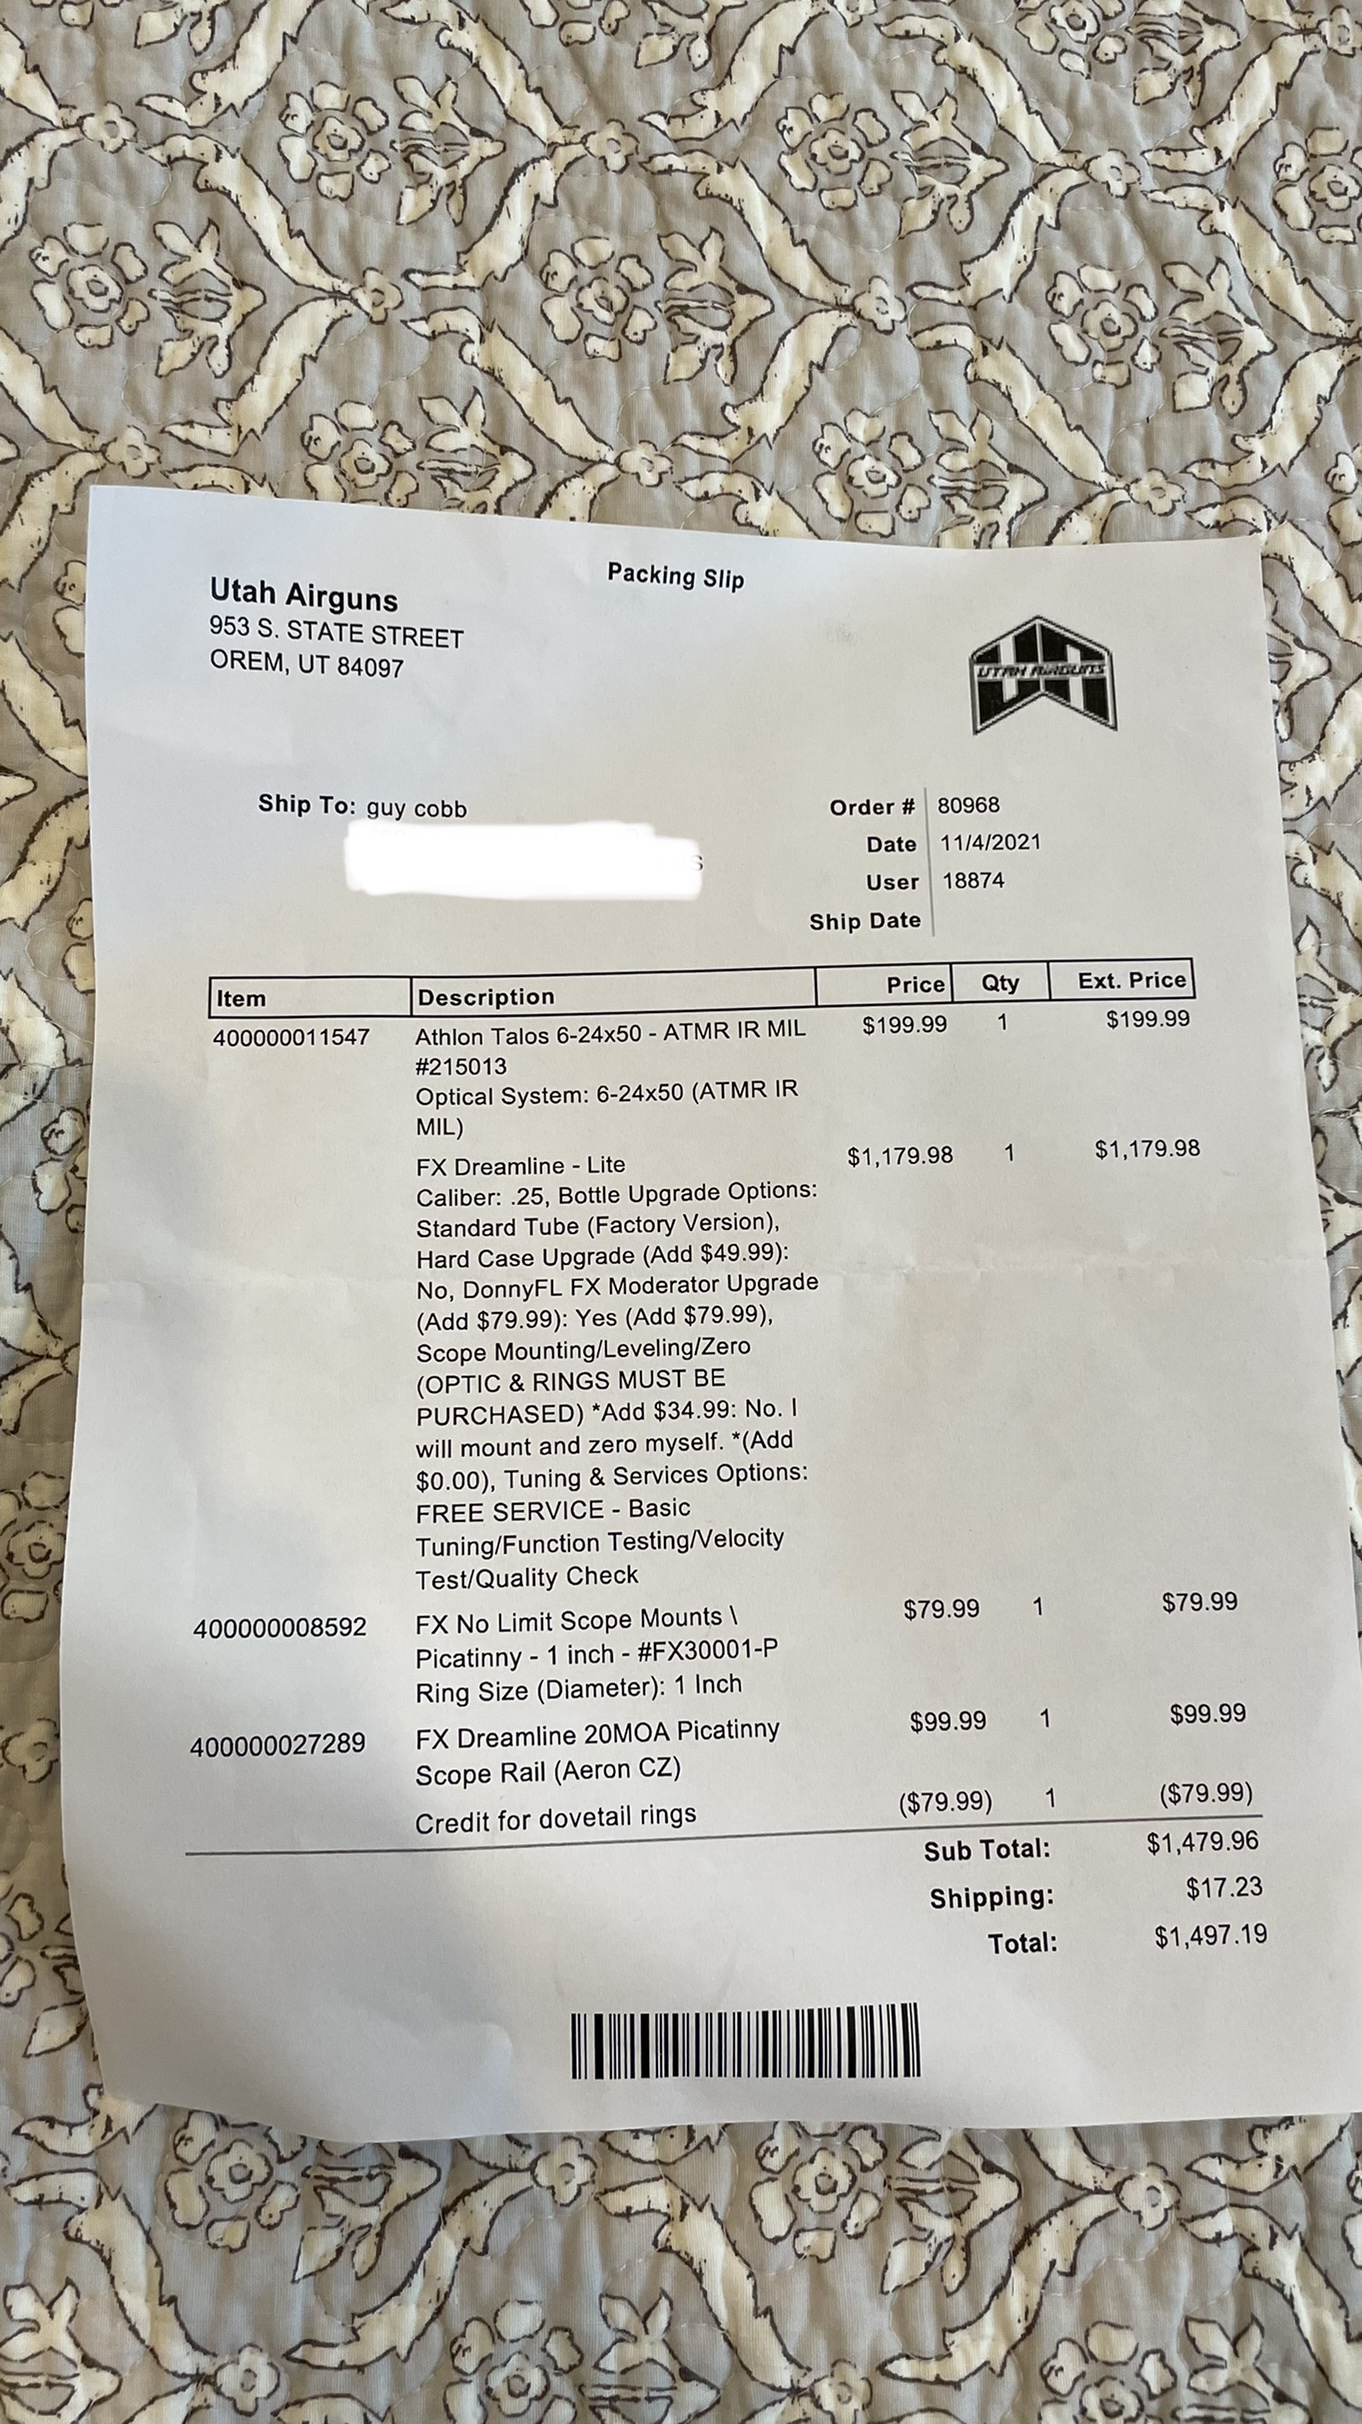 Packing Slip
Utah Airguns
953 S. STATE STREET
OREM, UT 84097
UTAH AIRGUNS
Ship To: guy cobb
s
Order # 80968
Date 11/4/2021
User 18874
Ship Date
Item Description Price Qty Ext. Price
400000011547 Athlon Talos 6-24x50 - ATMR IR MIL $199.99 1 $199.99
#215013
Optical System: 6-24x50 (ATMR IR
MIL)
FX Dreamline - Lite $1,179.98 1 $1,179.98
Caliber: .25, Bottle Upgrade Options:
Standard Tube (Factory Version),
Hard Case Upgrade (Add $49.99):
No, DonnyFL FX Moderator Upgrade
(Add $79.99): Yes (Add $79.99),
Scope Mounting/Leveling/Zero
(OPTIC & RINGS MUST BE
PURCHASED) *Add $34.99: No. I
will mount and zero myself. *(Add
$0.00), Tuning & Services Options:
FREE SERVICE - Basic
Tuning/Function Testing/Velocity
Test/Quality Check
400000008592 FX No Limit Scope Mounts \ $79.99 1 $79.99
Picatinny - 1 inch - #FX30001-P
Ring Size (Diameter): 1 Inch
400000027289 FX Dreamline 20MOA Picatinny $99.99 1 $99.99
Scope Rail (Aeron CZ)
Credit for dovetail rings ($79.99) 1 ($79.99)
Sub Total: $1,479.96
Shipping: $17.23
Total: $1,497.19